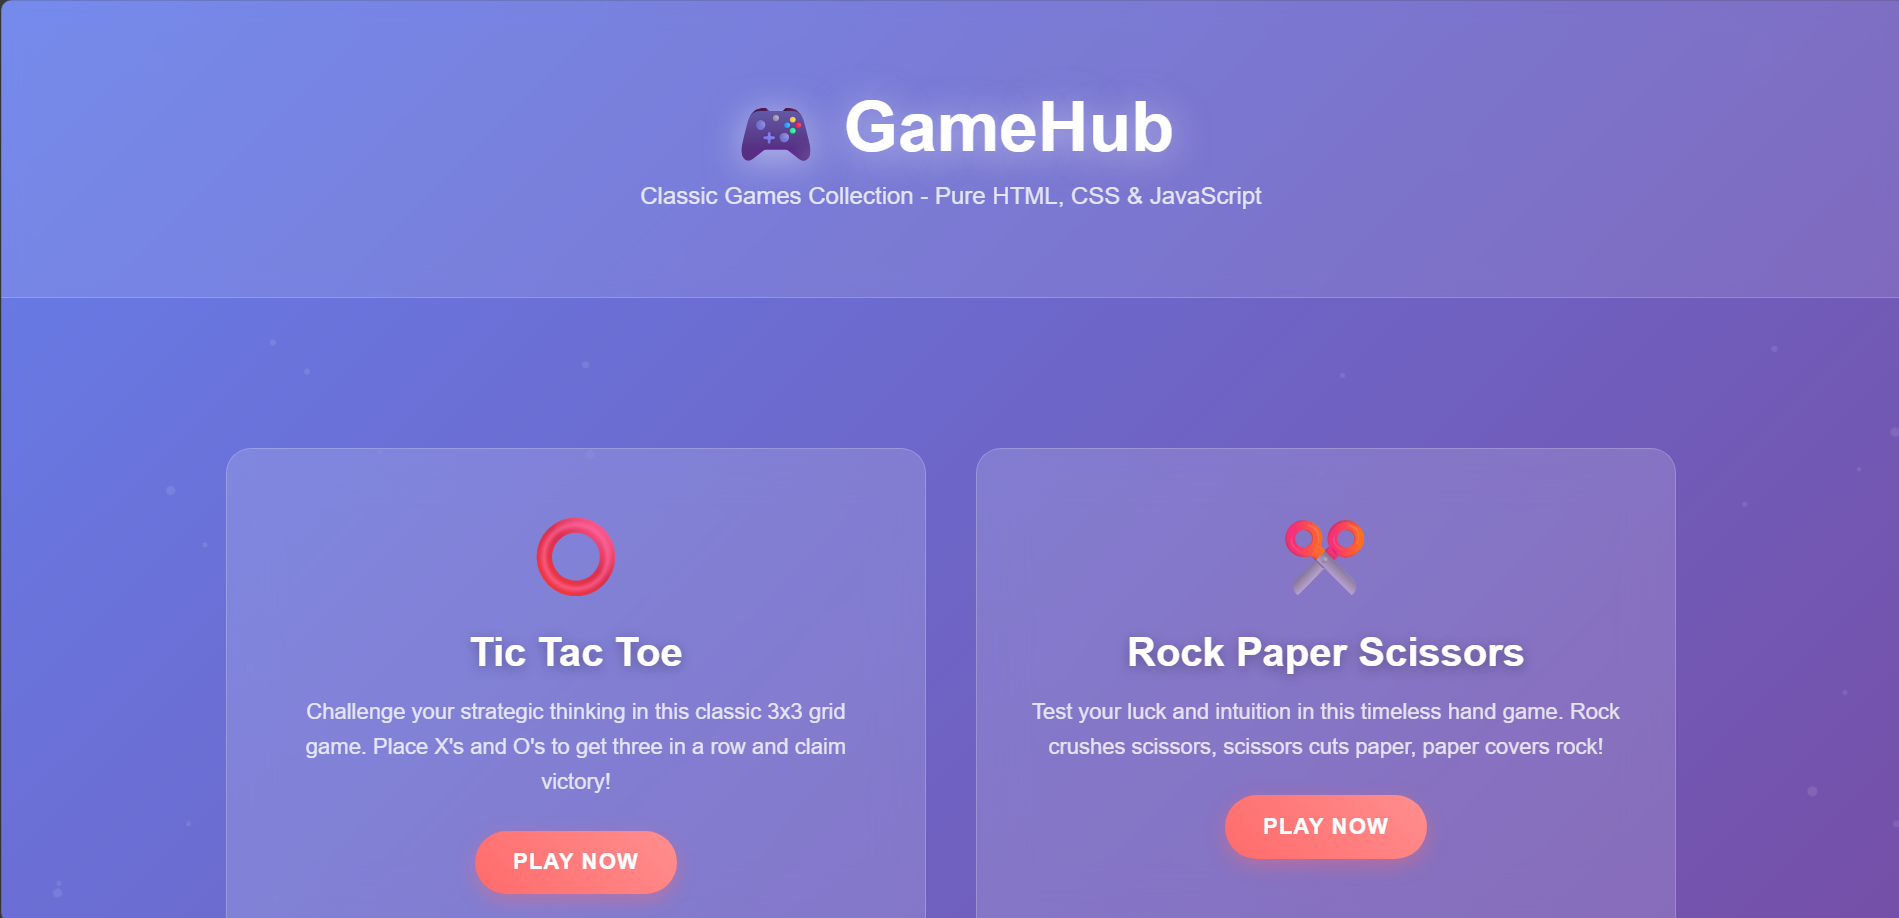 GameHub
Classic Games Collection - Pure HTML, CSS & JavaScript
Tic Tac Toe
Challenge your strategic thinking in this classic 3x3 grid
game. Place X's and O's to get three in a row and claim
victory!
PLAY NOW
Rock Paper Scissors
Test your luck and intuition in this timeless hand game. Rock
crushes scissors, scissors cuts paper, paper covers rock!
PLAY NOW